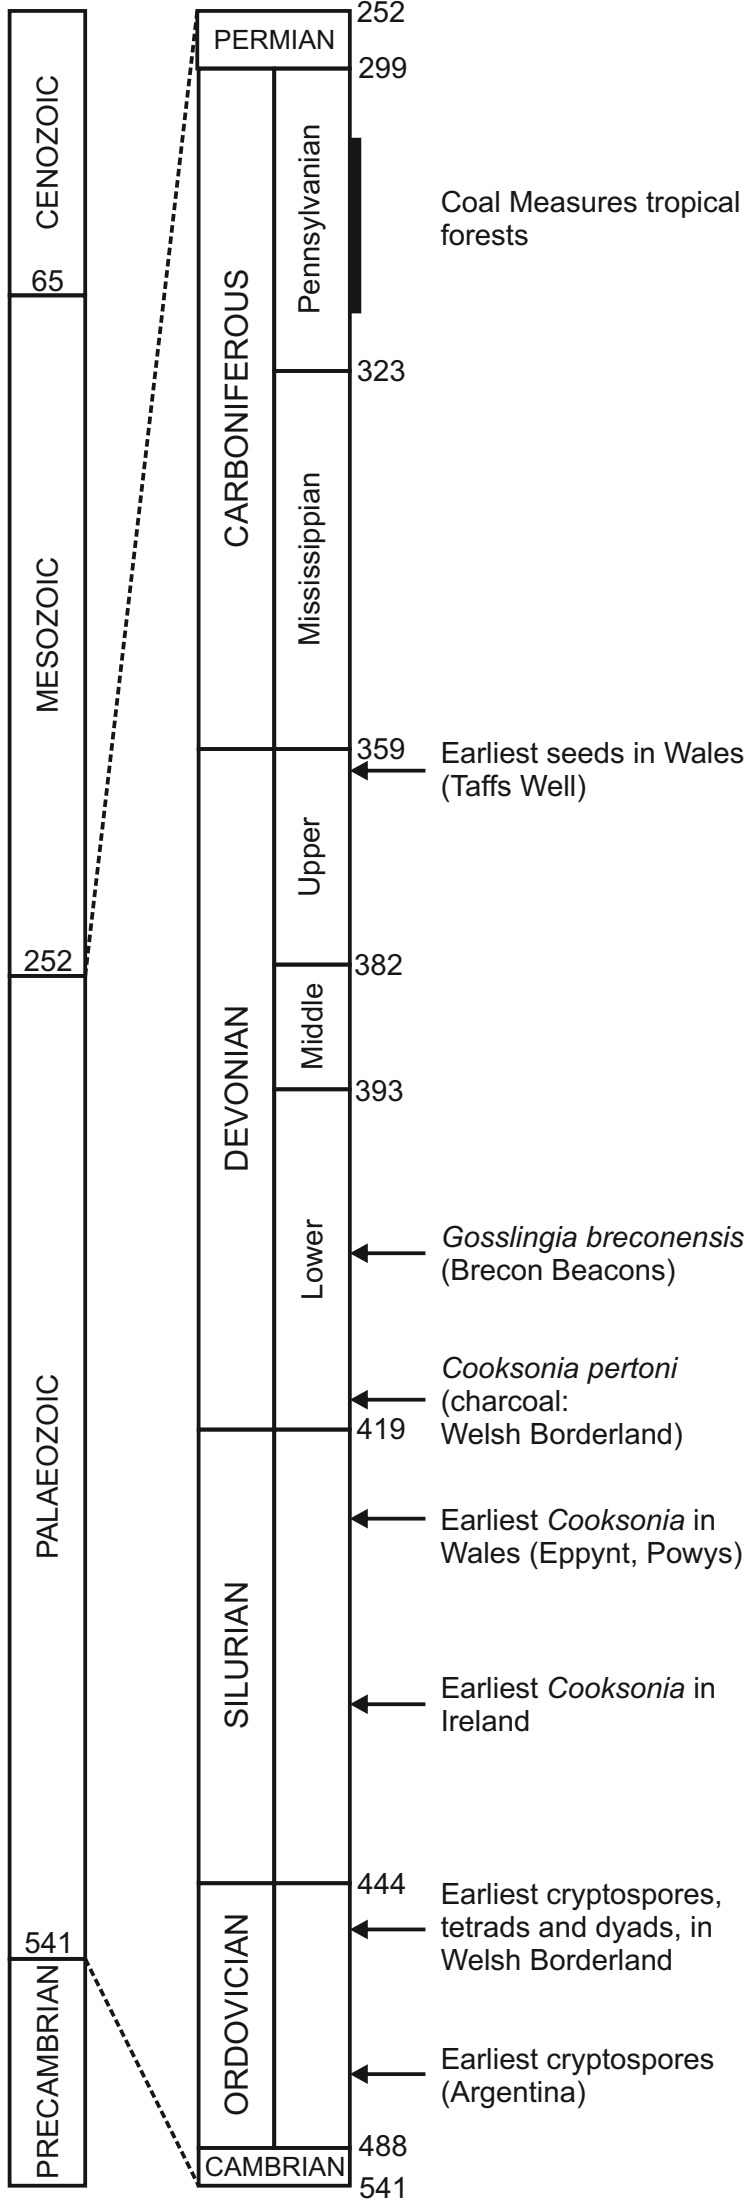 CENOZOIC
65
MESOZOIC
252
PALAEOZOIC
541
PRECAMBRIAN
252
PERMIAN
299
CARBONIFEROUS
Pennsylvanian
Coal Measures tropical
forests
323
Mississippian
359
Earliest seeds in Wales
(Taffs Well)
DEVONIAN
Upper
382
Middle
393
Lower
Gosslingia breconensis
(Brecon Beacons)
Cooksonia pertoni
(charcoal:
Welsh Borderland)
419
SILURIAN
Earliest Cooksonia in
Wales (Eppynt, Powys)
Earliest Cooksonia in
Ireland
444
ORDOVICIAN
Earliest cryptospores,
tetrads and dyads, in
Welsh Borderland
Earliest cryptospores
(Argentina)
488
CAMBRIAN
541